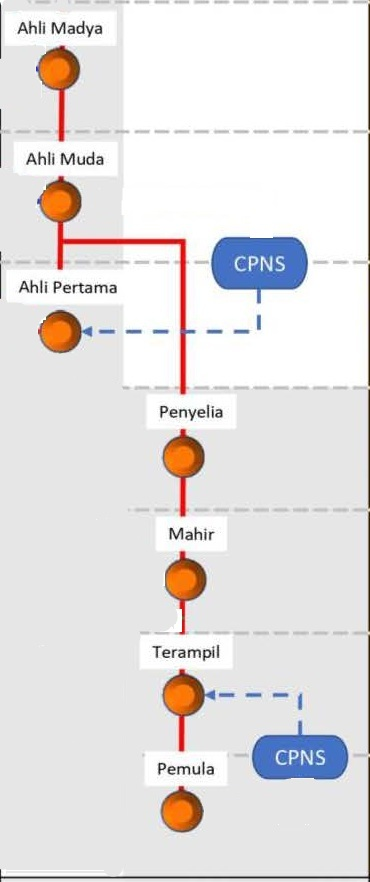 Ahli Madya
Ahli Muda
CPNS
Ahli Pertama
Penyelia
Mahir
Terampil
CPNS
Pemula